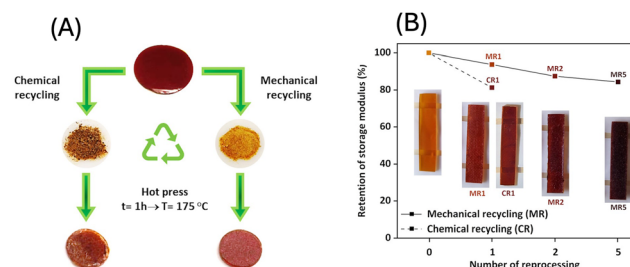 (A)
Chemical
recycling
Mechanical
recycling
Hot press
t= 1h→ T= 175 °C
(B)
Retention of storage modulus (%)
100
80
60
40
20
0
MR1
CR1
MR2
MR5
MR1
CR1
MR2
MR5
Mechanical recycling (MR)
Chemical recycling (CR)
0
1
2
5
Number of reprocessing